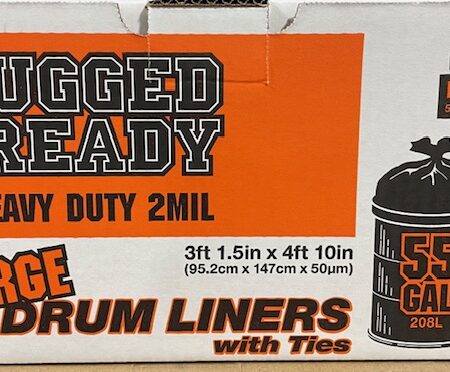 UGGED
READY
EAVY DUTY 2MIL
3ft 1.5in x 4ft 10in
(95.2cm x 147cm x 50µm)
RGE
DRUM LINERS
with Ties
55
GAL
208L